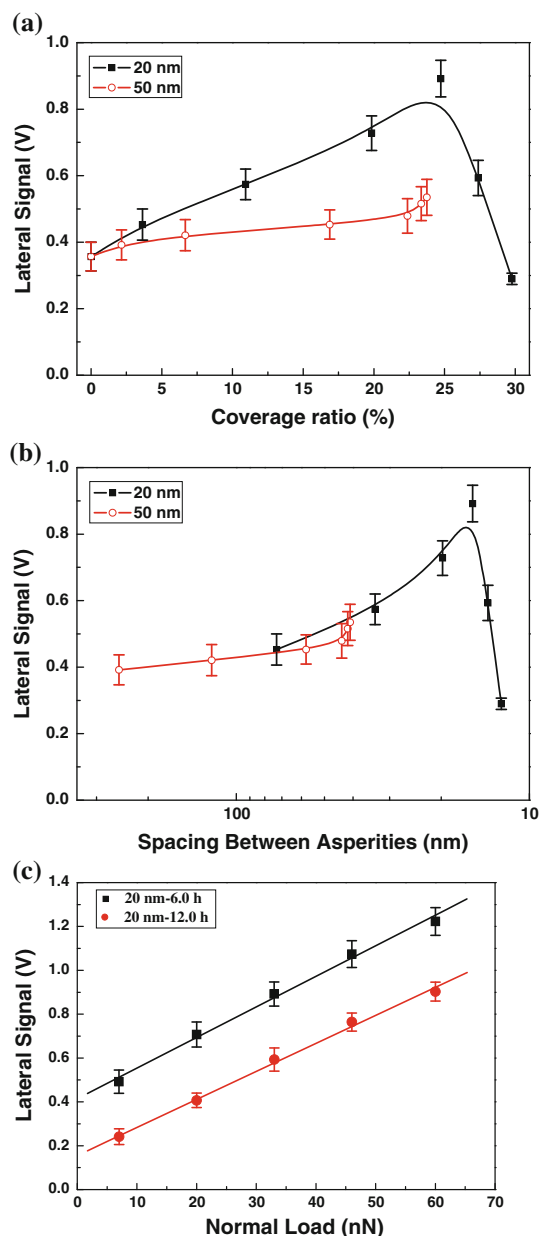 (a)
1.0
0.8
0.6
0.4
0.2
0.0
Lateral Signal (V)
20 nm
50 nm
0 5 10 15 20 25 30
Coverage ratio (%)
(b)
1.0
0.8
0.6
0.4
0.2
0.0
Lateral Signal (V)
20 nm
50 nm
100 10
Spacing Between Asperities (nm)
(c)
1.4
1.2
1.0
0.8
0.6
0.4
0.2
0.0
Lateral Signal (V)
20 nm-6.0 h
20 nm-12.0 h
0 10 20 30 40 50 60 70
Normal Load (nN)